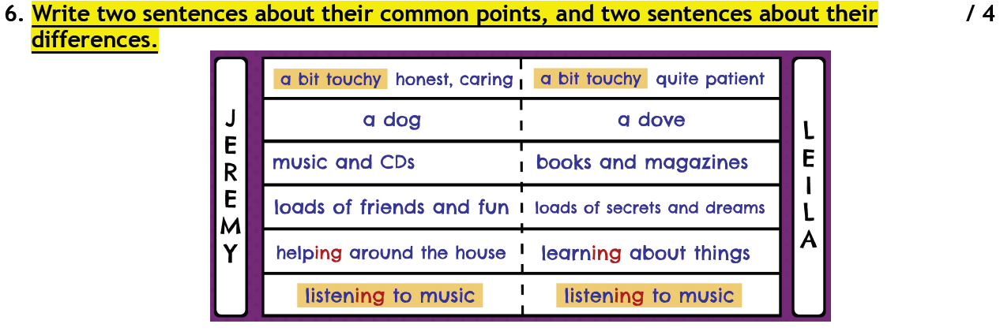 6. Write two sentences about their common points, and two sentences about their / 4
differences.
JEREMY
a bit touchy honest, caring a bit touchy quite patient
a dog a dove
music and CDs books and magazines
loads of friends and fun loads of secrets and dreams
helping around the house learning about things
listening to music listening to music
LEILA